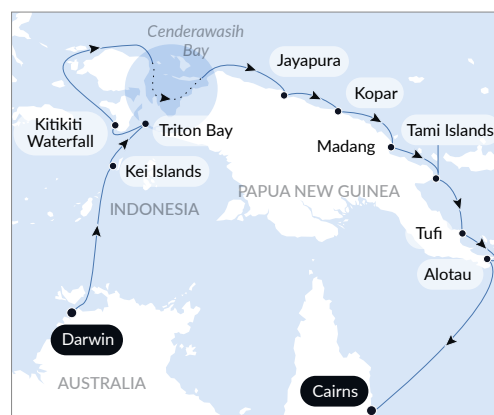 Cenderawasih
Bay
Jayapura
Kopar
Kitikiti
Waterfall
Triton Bay
Madang
Tami Islands
Kei Islands
PAPUA NEW GUINEA
INDONESIA
Tufi
Alotau
Darwin
AUSTRALIA
Cairns